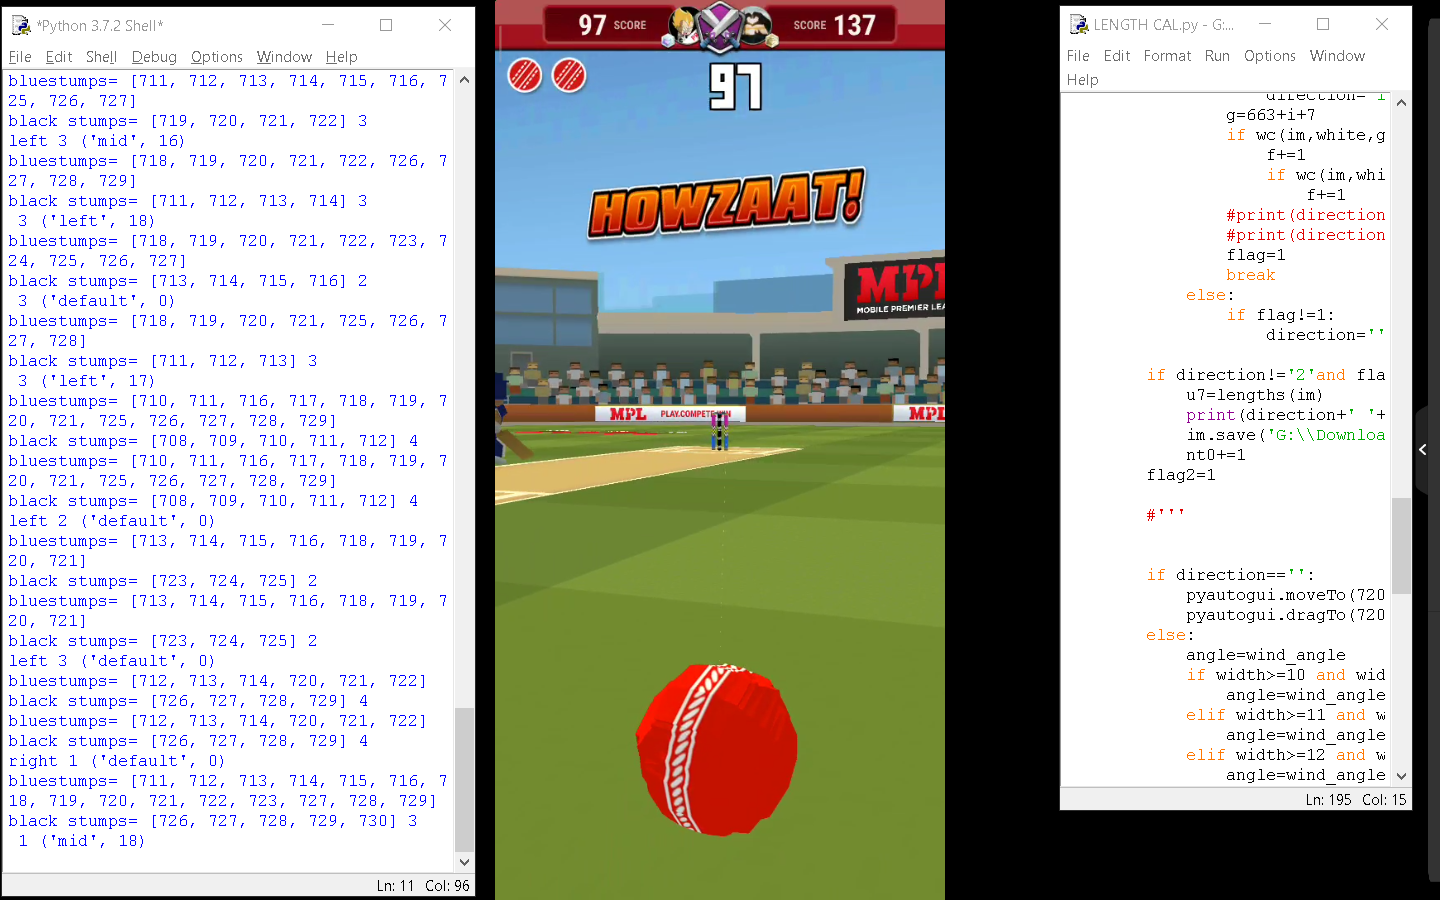 *Python 3.7.2 Shell*
File Edit Shell Debug Options Window Help
bluestumps= [711, 712, 713, 714, 715, 716, 7
25, 726, 727]
black stumps= [719, 720, 721, 722] 3
left 3 ('mid', 16)
bluestumps= [718, 719, 720, 721, 722, 726, 7
27, 728, 729]
black stumps= [711, 712, 713, 714] 3
3 ('left', 18)
bluestumps= [718, 719, 720, 721, 722, 723, 7
24, 725, 726, 727]
black stumps= [713, 714, 715, 716] 2
3 ('default', 0)
bluestumps= [718, 719, 720, 721, 725, 726, 7
27, 728]
black stumps= [711, 712, 713] 3
3 ('left', 17)
bluestumps= [710, 711, 716, 717, 718, 719, 7
20, 721, 725, 726, 727, 728, 729]
black stumps= [708, 709, 710, 711, 712] 4
bluestumps= [710, 711, 716, 717, 718, 719, 7
20, 721, 725, 726, 727, 728, 729]
black stumps= [708, 709, 710, 711, 712] 4
left 2 ('default', 0)
bluestumps= [713, 714, 715, 716, 718, 719, 7
20, 721]
black stumps= [723, 724, 725] 2
bluestumps= [713, 714, 715, 716, 718, 719, 7
20, 721]
black stumps= [723, 724, 725] 2
left 3 ('default', 0)
bluestumps= [712, 713, 714, 720, 721, 722]
black stumps= [726, 727, 728, 729] 4
bluestumps= [712, 713, 714, 720, 721, 722]
black stumps= [726, 727, 728, 729] 4
right 1 ('default', 0)
bluestumps= [711, 712, 713, 714, 715, 716, 7
18, 719, 720, 721, 722, 723, 727, 728, 729]
black stumps= [726, 727, 728, 729, 730] 3
1 ('mid', 18)
Ln: 11 Col: 96
97 SCORE
SCORE 137
97
HOWZAAT!
MPL
MOBILE PREMIER LEA
MPL PLAY.COMPETE.WIN
MPL
LENGTH CAL.py - G:...
File Edit Format Run Options Window
Help
direction='i
g=663+i+7
if wc(im,white,g
f+=1
if wc(im,whi
f+=1
#print(direction
#print(direction
flag=1
break
else:
if flag!=1:
direction=''
if direction!='2'and fla
u7=lengths(im)
print(direction+' '+
im.save('G:\\Downloa
nt0+=1
flag2=1
#'''
if direction=='':
pyautogui.moveTo(720
pyautogui.dragTo(720
else:
angle=wind_angle
if width>=10 and wid
angle=wind_angle
elif width>=11 and w
angle=wind_angle
elif width>=12 and w
angle=wind_angle
Ln: 195 Col: 15